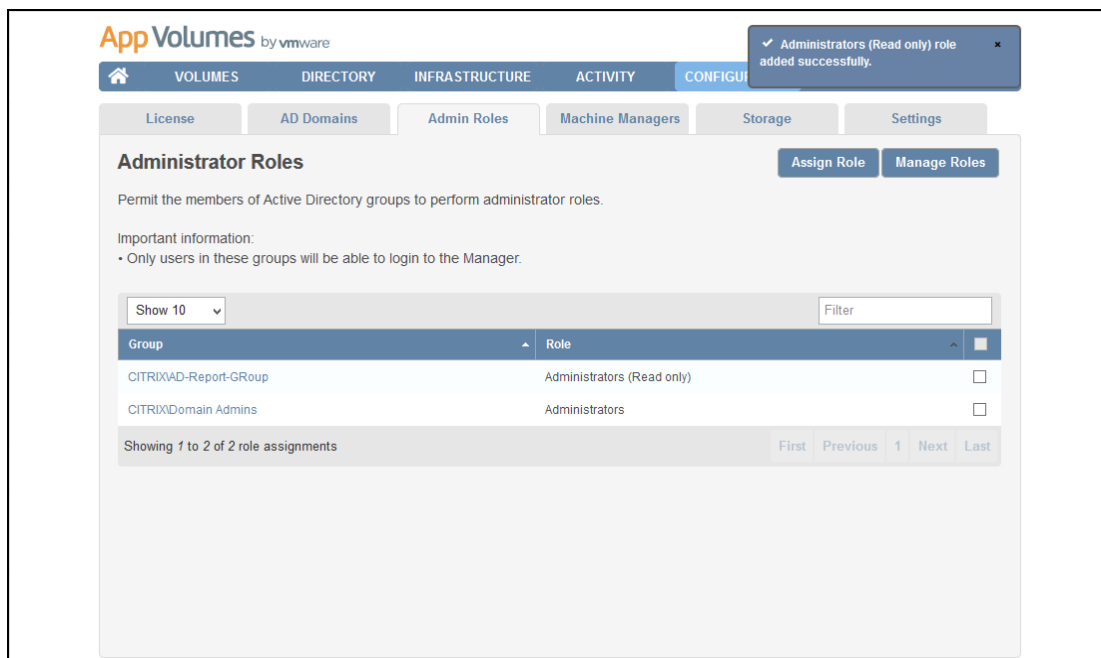 App Volumes by vmware
✔ Administrators (Read only) role ×
added successfully.
VOLUMES DIRECTORY INFRASTRUCTURE ACTIVITY CONFIGU
License AD Domains Admin Roles Machine Managers Storage Settings
Administrator Roles Assign Role Manage Roles
Permit the members of Active Directory groups to perform administrator roles.
Important information:
• Only users in these groups will be able to login to the Manager.
Show 10 Filter
Group Role
CITRIX\AD-Report-GRoup Administrators (Read only)
CITRIX\Domain Admins Administrators
Showing 1 to 2 of 2 role assignments First Previous 1 Next Last